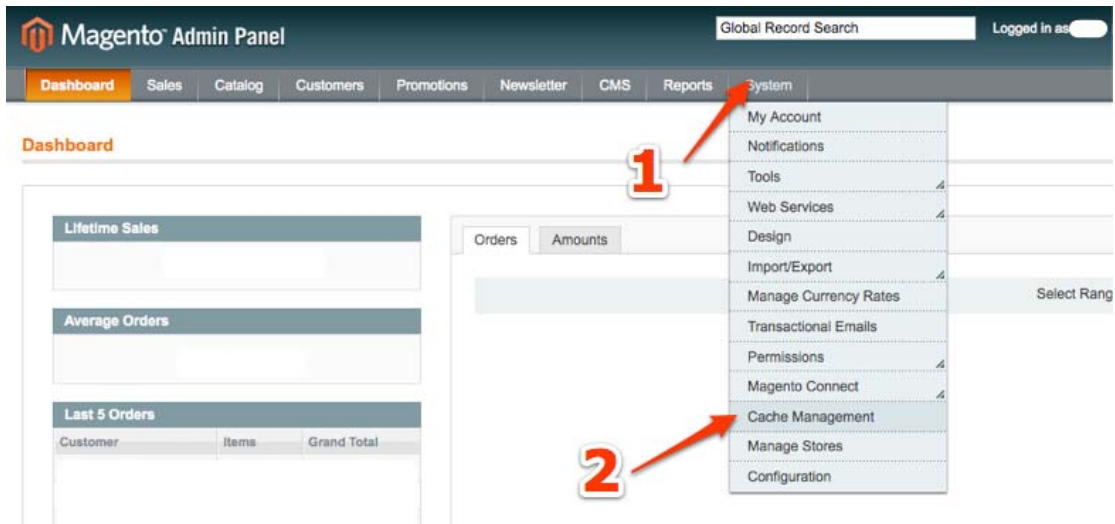 Magento Admin Panel
Global Record Search
Logged in as
Dashboard Sales Catalog Customers Promotions Newsletter CMS Reports System
My Account
Notifications
Tools
Web Services
Design
Import/Export
Manage Currency Rates
Transactional Emails
Permissions
Magento Connect
Cache Management
Manage Stores
Configuration
1
2
Dashboard
Lifetime Sales
Average Orders
Last 5 Orders
Customer Items Grand Total
Orders Amounts
Select Rang